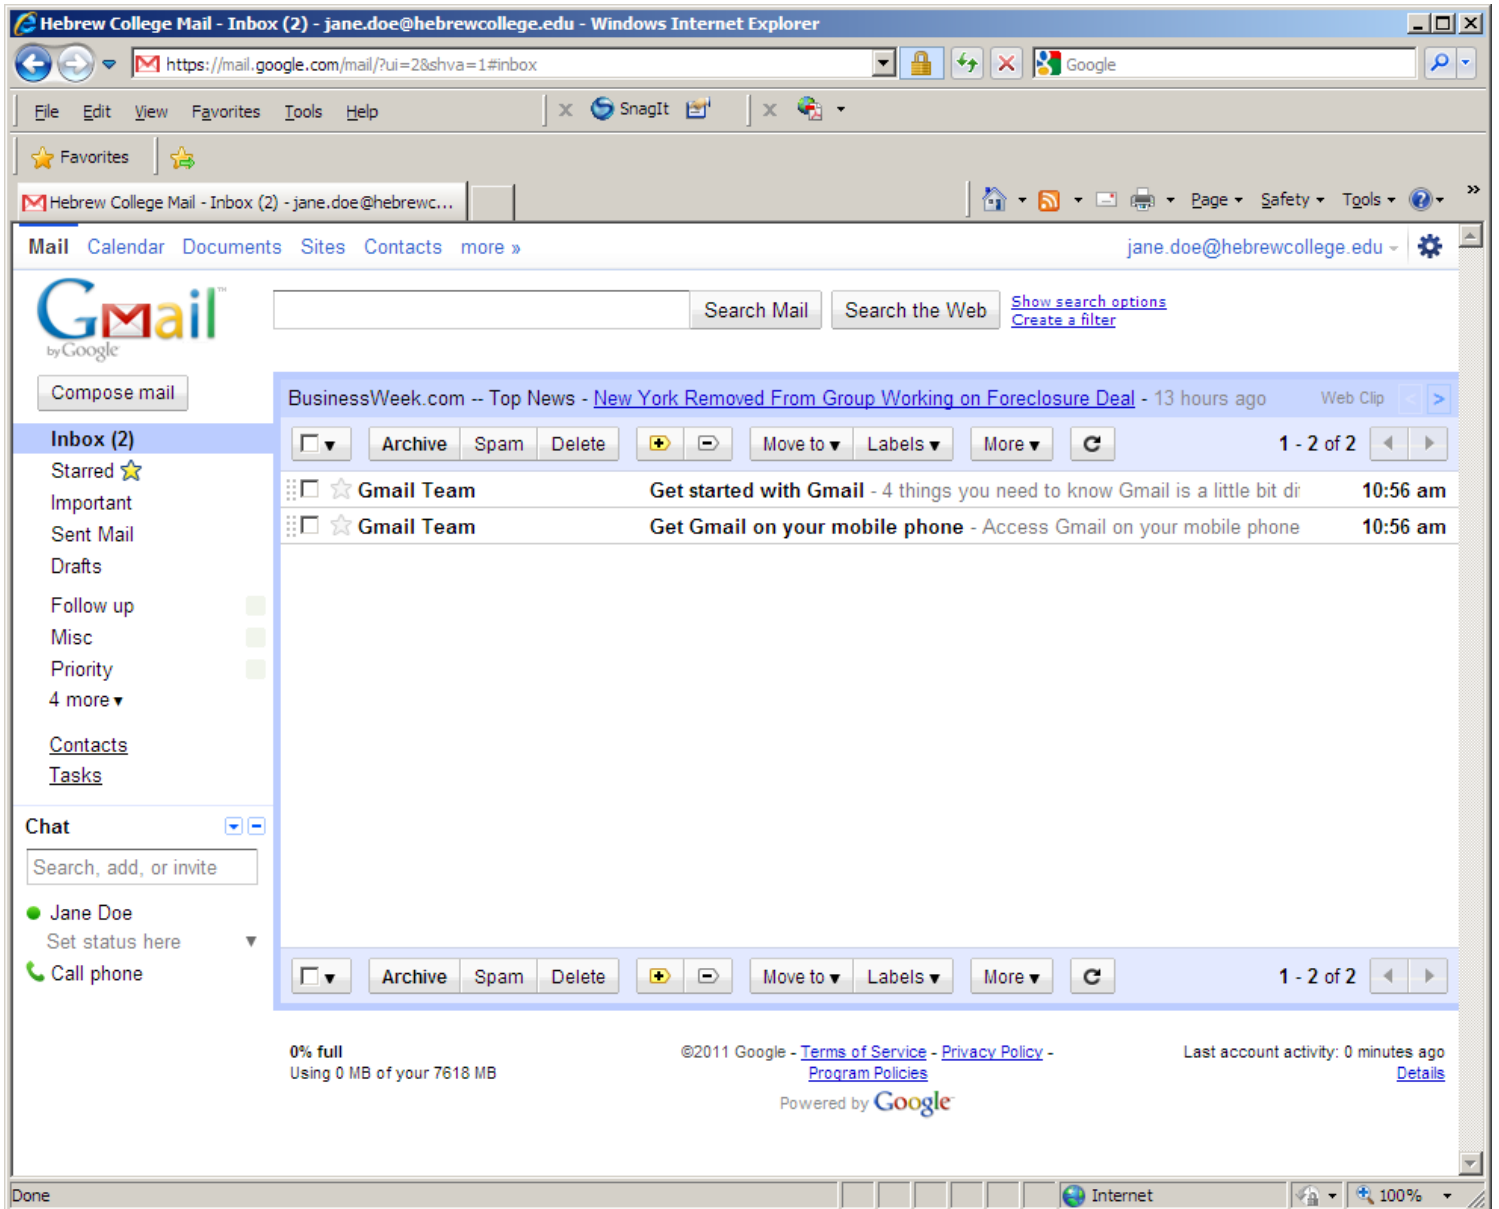 Hebrew College Mail - Inbox (2) - jane.doe@hebrewcollege.edu - Windows Internet Explorer
https://mail.google.com/mail/?ui=2&shva=1#inbox Google
File Edit View Favorites Tools Help x SnagIt x
Favorites
Hebrew College Mail - Inbox (2) - jane.doe@hebrewc... Page Safety Tools »
Mail Calendar Documents Sites Contacts more » jane.doe@hebrewcollege.edu
Gmail™ Search Mail Search the Web Show search options
Create a filter
by Google
Compose mail
BusinessWeek.com -- Top News - New York Removed From Group Working on Foreclosure Deal - 13 hours ago Web Clip < >
Inbox (2) Archive Spam Delete Move to Labels More 1 - 2 of 2
Starred
Important
Sent Mail
Drafts
Follow up
Misc
Priority
4 more
Contacts
Tasks
Gmail Team Get started with Gmail - 4 things you need to know Gmail is a little bit di 10:56 am
Gmail Team Get Gmail on your mobile phone - Access Gmail on your mobile phone 10:56 am
Chat
Search, add, or invite
Jane Doe
Set status here
Call phone
Archive Spam Delete Move to Labels More 1 - 2 of 2
0% full
Using 0 MB of your 7618 MB
©2011 Google - Terms of Service - Privacy Policy -
Program Policies
Powered by Google™
Last account activity: 0 minutes ago
Details
Done Internet 100%